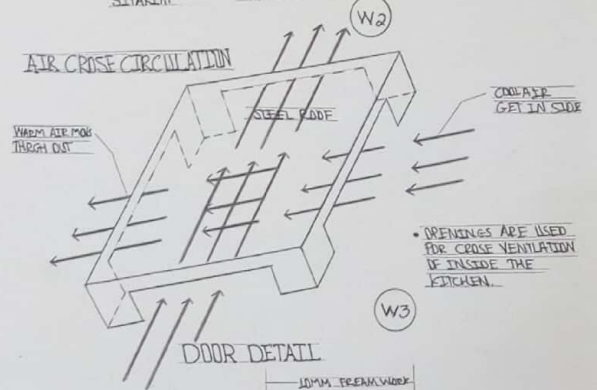 W2
AIR CROSE CIRCULATION
STEEL ROOF
COOL AIR
GET IN SIDE
WARM AIR MOV
THRGH OUT
• OPENINGS ARE USED
FOR CROSE VENTILATION
OF INSIDE THE
KITCHEN.
W3
DOOR DETAIL
10MM FREAM WORK